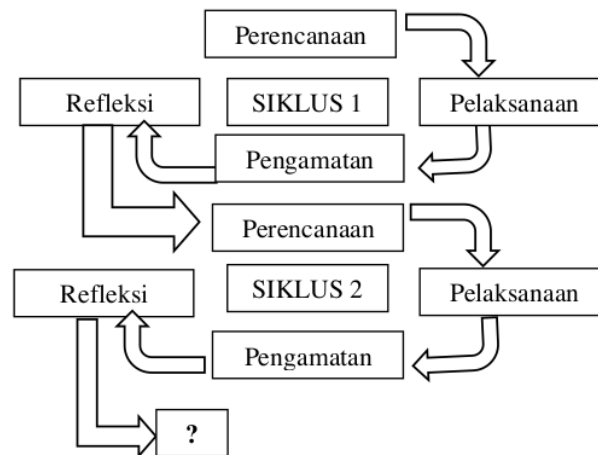 Perencanaan
Refleksi
SIKLUS 1
Pelaksanaan
Pengamatan
Perencanaan
Refleksi
SIKLUS 2
Pelaksanaan
Pengamatan
?